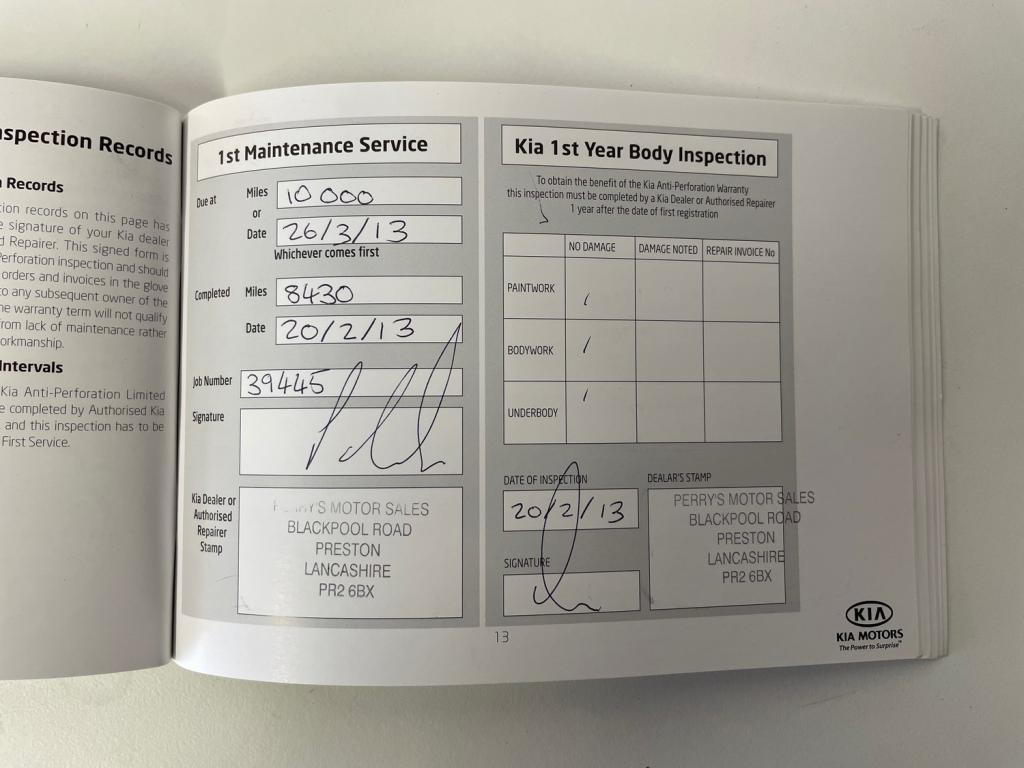 nspection Records
n Records
tion records on this page has
e signature of your Kia dealer
d Repairer. This signed form is
Perforation inspection and should
orders and invoices in the glove
to any subsequent owner of the
he warranty term will not qualify
rom lack of maintenance rather
orkmanship.
Intervals
Kia Anti-Perforation Limited
e completed by Authorised Kia
and this inspection has to be
First Service.
1st Maintenance Service
Due at Miles 10 000
or
Date 26/3/13
Whichever comes first
Completed Miles 8430
Date 20/2/13
Job Number 39445
Signature
Kia Dealer or
Authorised
Repairer
Stamp
PERRY'S MOTOR SALES
BLACKPOOL ROAD
PRESTON
LANCASHIRE
PR2 6BX
Kia 1st Year Body Inspection
To obtain the benefit of the Kia Anti-Perforation Warranty
this inspection must be completed by a Kia Dealer or Authorised Repairer
1 year after the date of first registration
NO DAMAGE DAMAGE NOTED REPAIR INVOICE No
PAINTWORK /
BODYWORK /
UNDERBODY /
DATE OF INSPECTION
20/2/13
SIGNATURE
DEALAR'S STAMP
PERRY'S MOTOR SALES
BLACKPOOL ROAD
PRESTON
LANCASHIRE
PR2 6BX
13
KIA
KIA MOTORS
The Power to Surprise™